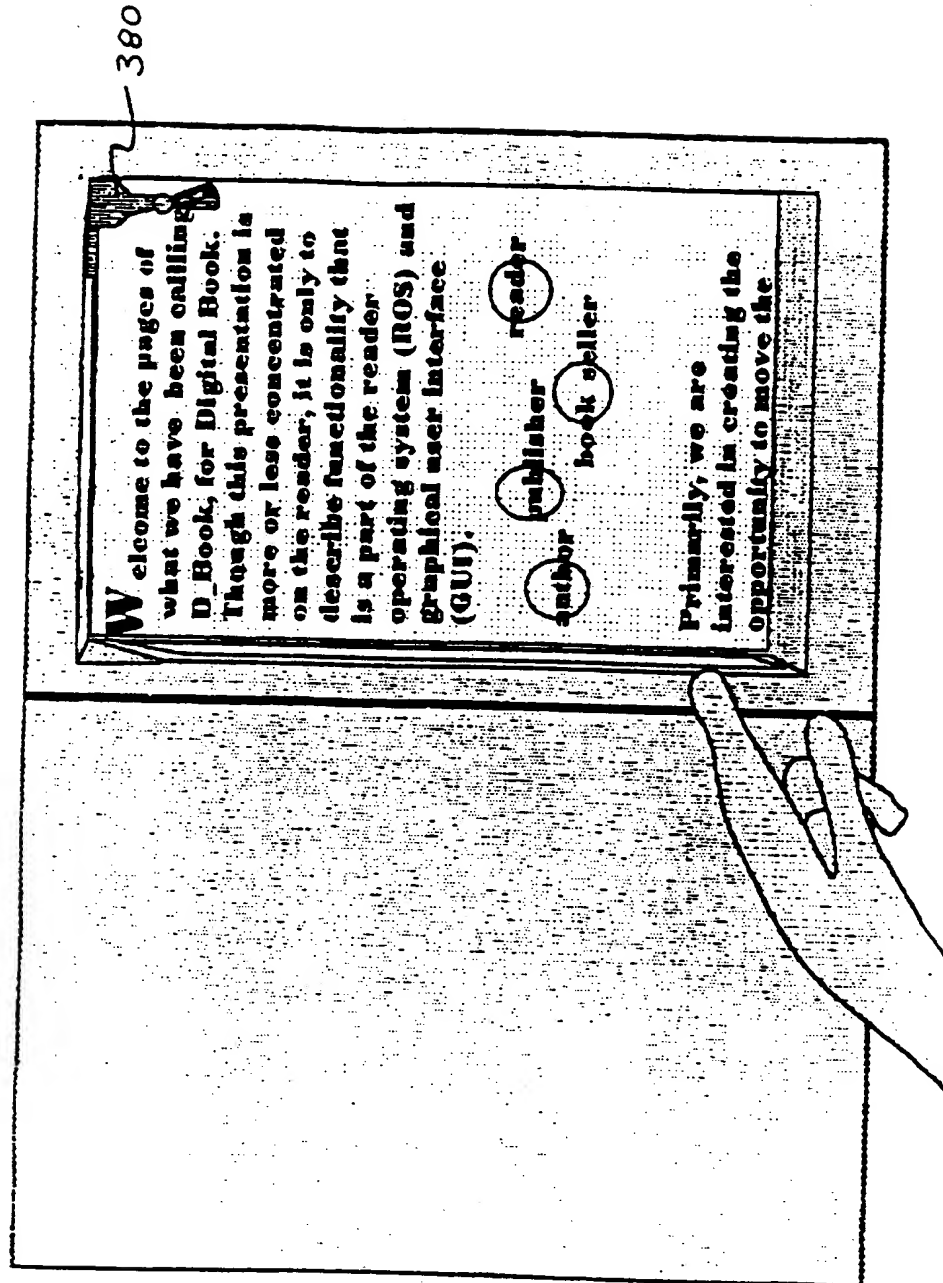 380
Welcome to the pages of
what we have been calling
D_Book, for Digital Book.
Though this presentation is
more or less concentrated
on the reader, it is only to
describe functionality that
is a part of the reader
operating system (ROS) and
graphical user interface
(GUI).
author publisher reader
book seller
Primarily, we are
interested in creating the
opportunity to move the